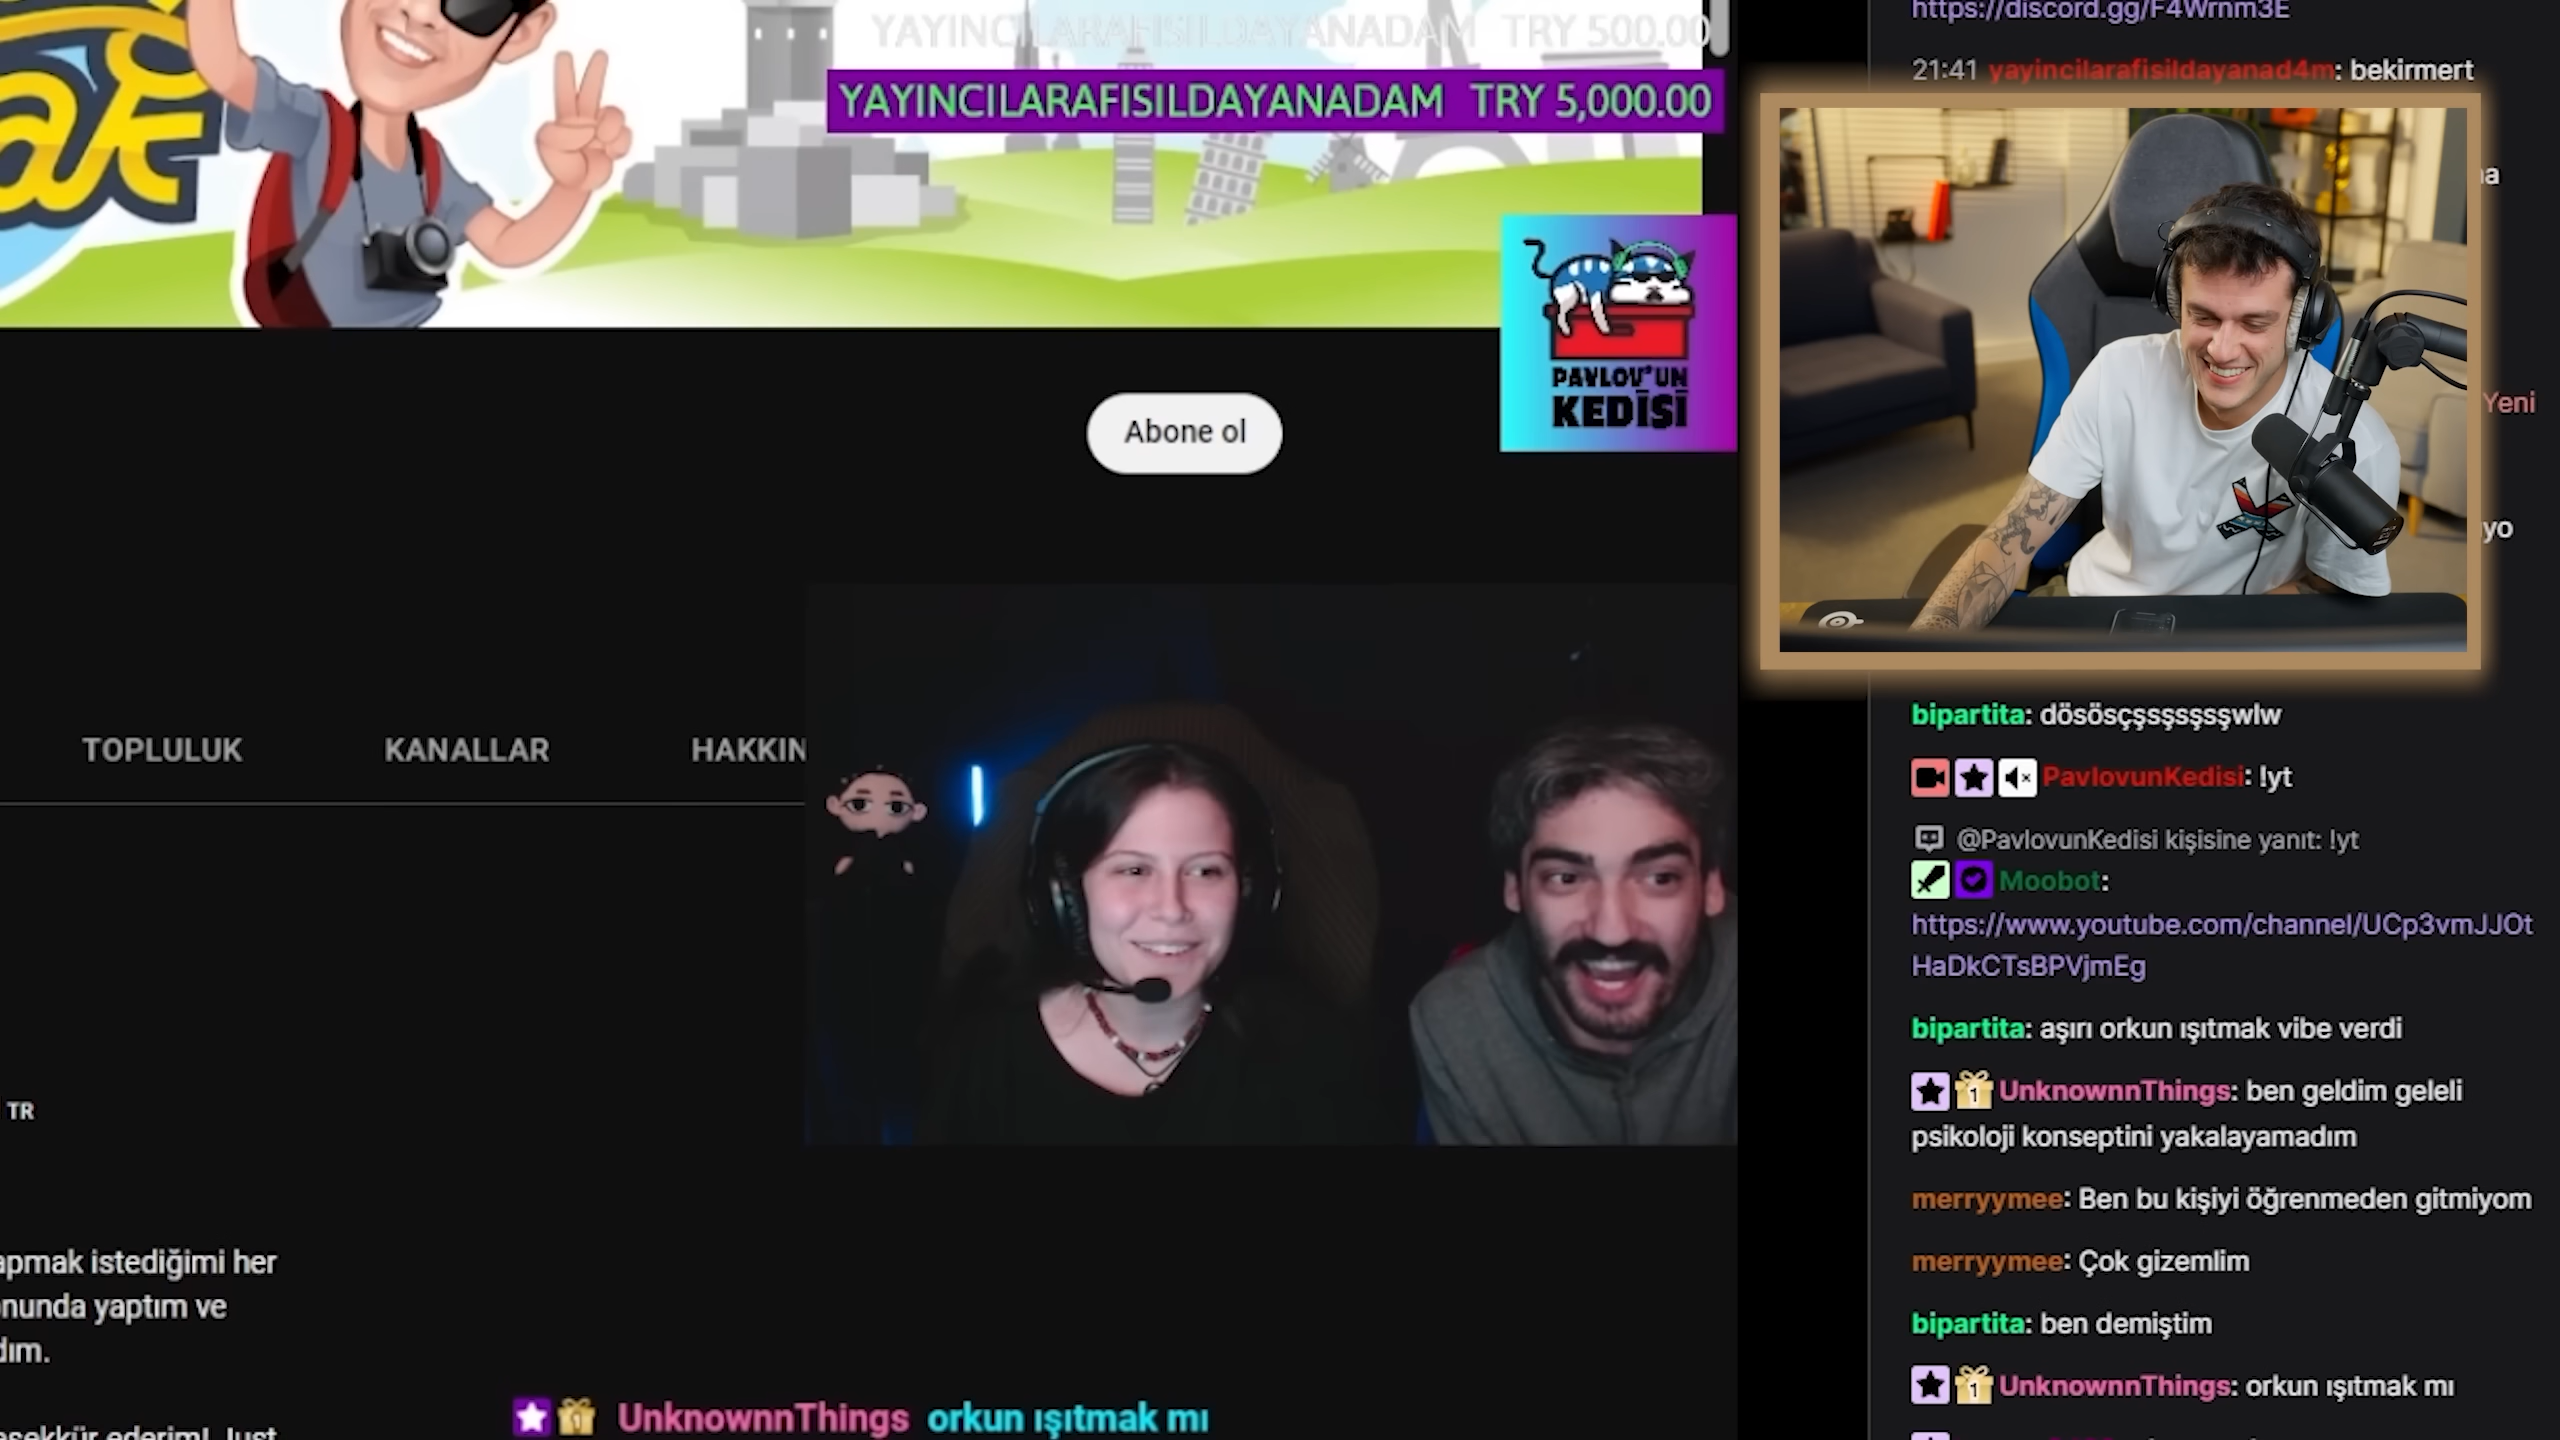 ak
YAYINCILARAFISILDAYANADAM TRY 500.00
YAYINCILARAFISILDAYANADAM TRY 5,000.00
PAVLOV'UN
KEDİSİ
Abone ol
TOPLULUK KANALLAR HAKKIN
TR
apmak istediğimi her
onunda yaptım ve
dım.
UnknownnThings orkun ışıtmak mı
https://discord.gg/F4Wrnm3E
21:41 yayincilarafisildayanad4m: bekirmert
Yeni
yo
bipartita: dösösçşsşsşsşwlw
PavlovunKedisi: !yt
@PavlovunKedisi kişisine yanıt: !yt
Moobot:
https://www.youtube.com/channel/UCp3vmJJOt
HaDkCTsBPVjmEg
bipartita: aşırı orkun ışıtmak vibe verdi
UnknownnThings: ben geldim geleli
psikoloji konseptini yakalayamadım
merryymee: Ben bu kişiyi öğrenmeden gitmiyom
merryymee: Çok gizemlim
bipartita: ben demiştim
UnknownnThings: orkun ışıtmak mı